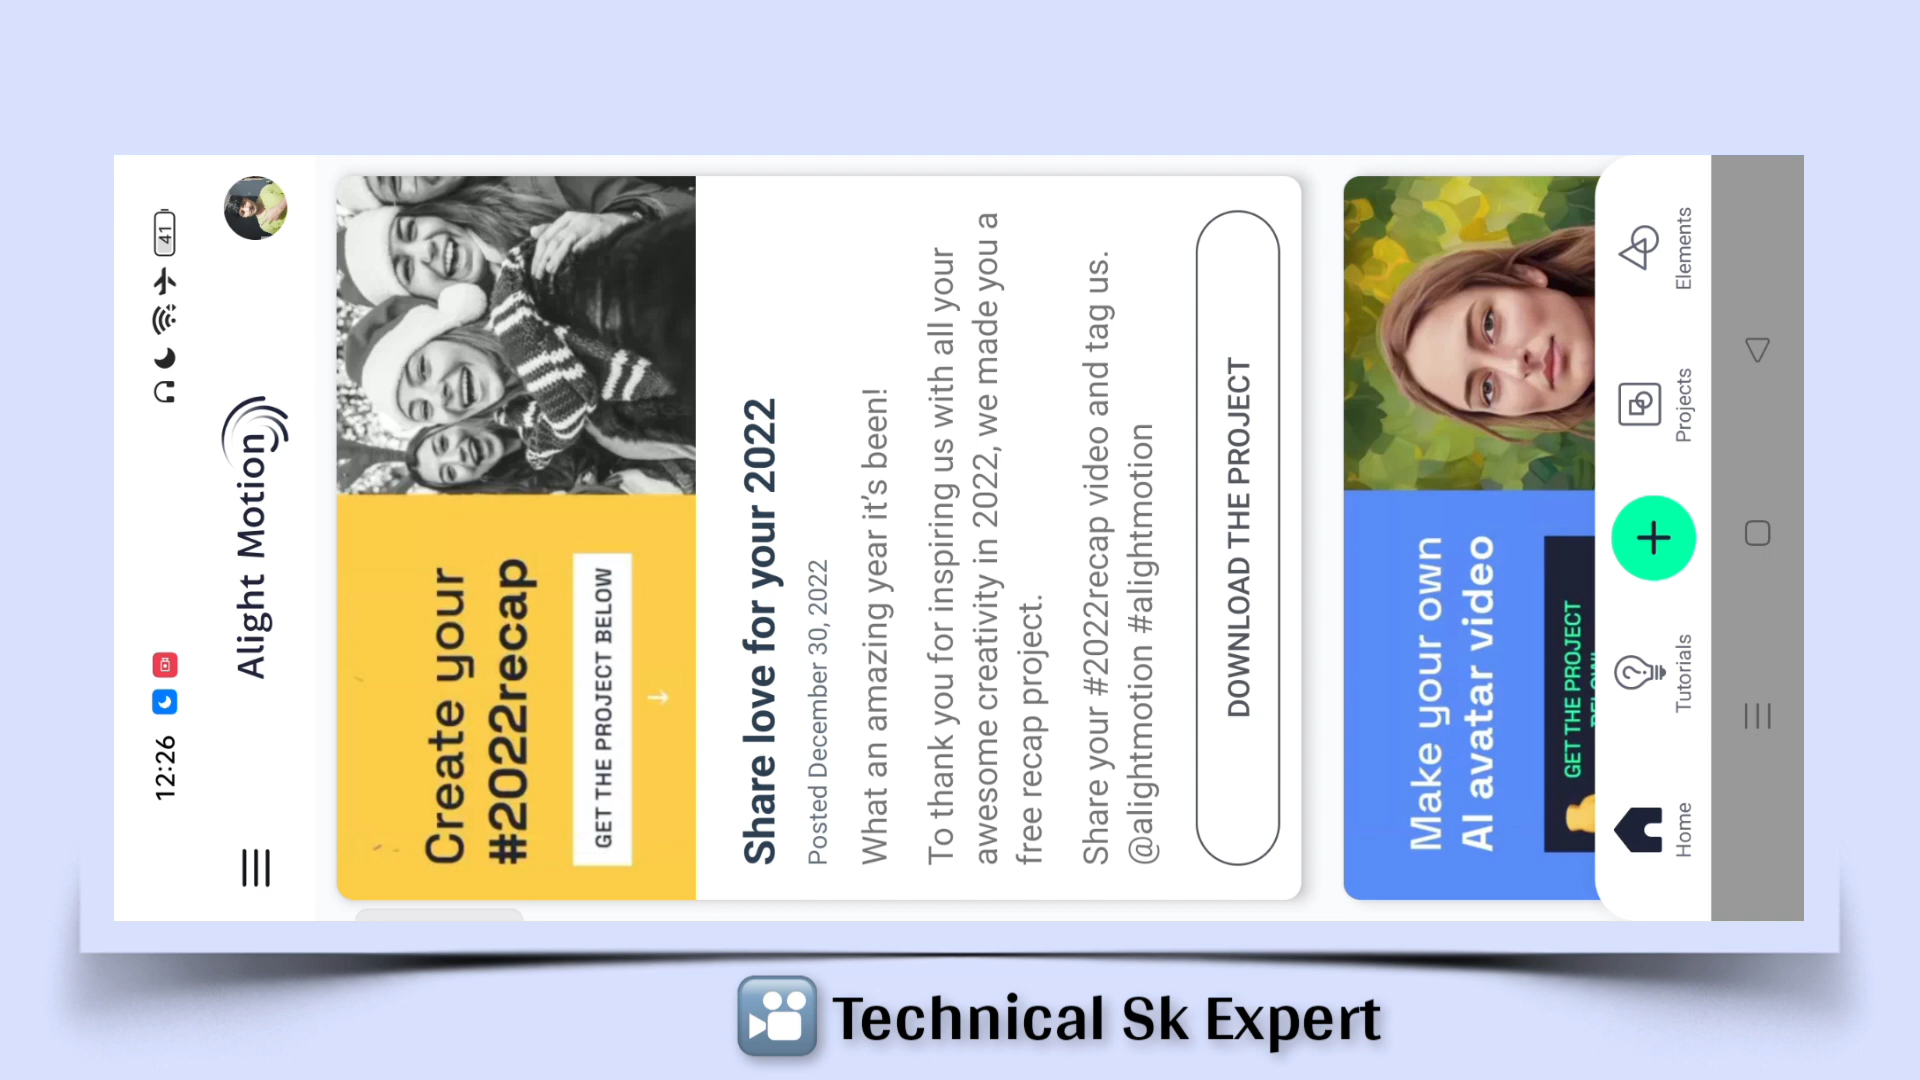 12:26
41
Alight Motion
Create your
#2022recap
GET THE PROJECT BELOW
Share love for your 2022
Posted December 30, 2022
What an amazing year it's been!
To thank you for inspiring us with all your
awesome creativity in 2022, we made you a
free recap project.
Share your #2022recap video and tag us.
@alightmotion #alightmotion
DOWNLOAD THE PROJECT
Make your own
AI avatar video
GET THE PROJECT
Home
Tutorials
Projects
Elements
Technical Sk Expert